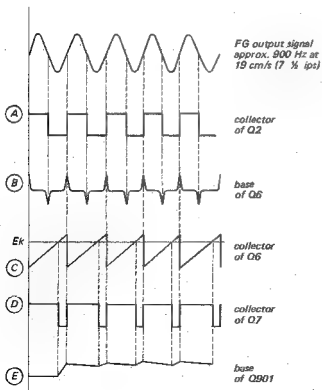 FG output signal
approx. 900 Hz at
19 cm/s (7 ½ ips)
A
collector
of Q2
B
base
of Q6
Ek
C
collector
of Q6
D
collector
of Q7
E
base
of Q901